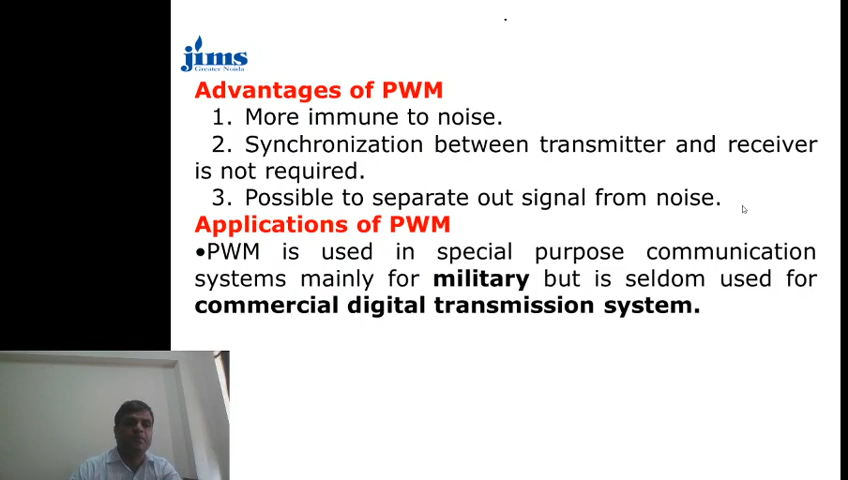 jims
Greater Noida
Advantages of PWM
1. More immune to noise.
2. Synchronization between transmitter and receiver
is not required.
3. Possible to separate out signal from noise.
Applications of PWM
•PWM is used in special purpose communication
systems mainly for military but is seldom used for
commercial digital transmission system.